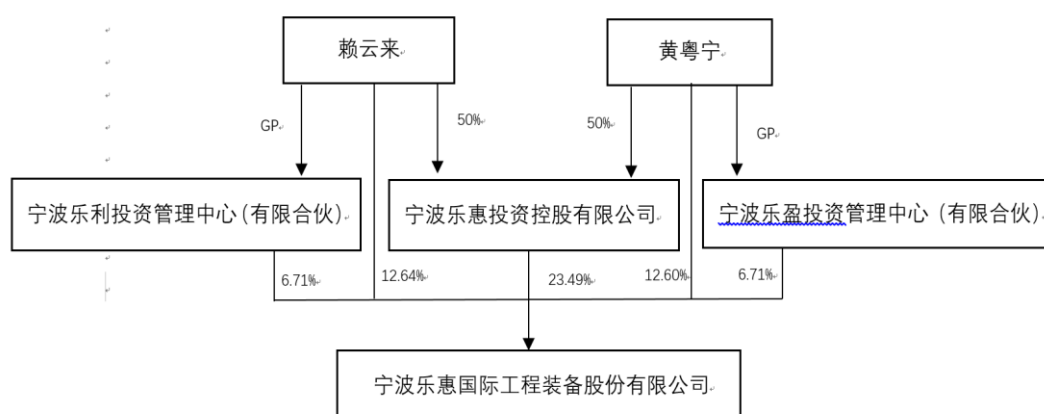 赖云来
黄粤宁
GP
50%
50%
GP
宁波乐利投资管理中心(有限合伙)
宁波乐惠投资控股有限公司
宁波乐盈投资管理中心 (有限合伙)
6.71%
12.64%
23.49%
12.60%
6.71%
宁波乐惠国际工程装备股份有限公司